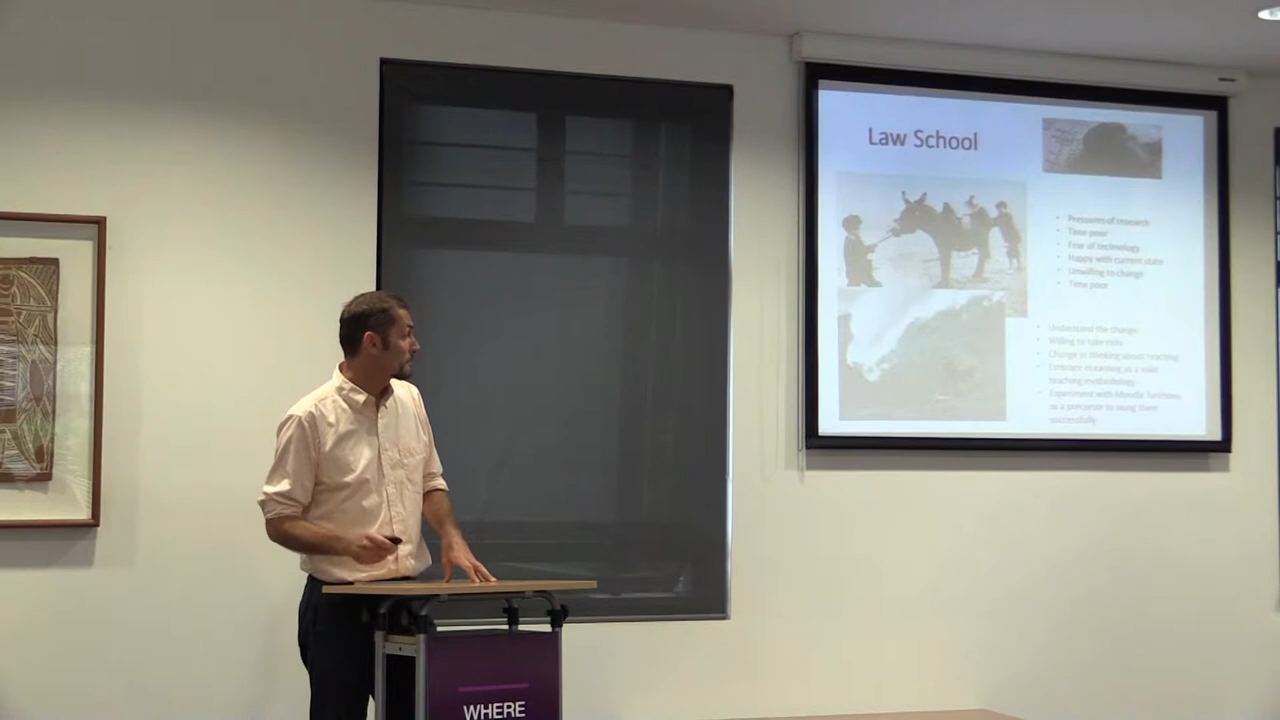 Law School
• Pressures of research
• Time poor
• Fear of technology
• Happy with current state
• Unwilling to change
• Time poor
• Understand the change
• Willing to take risks
• Change in thinking about teaching
• Embrace eLearning as a valid
teaching methodology
• Experiment with Moodle functions
as a precursor to using them
successfully
WHERE